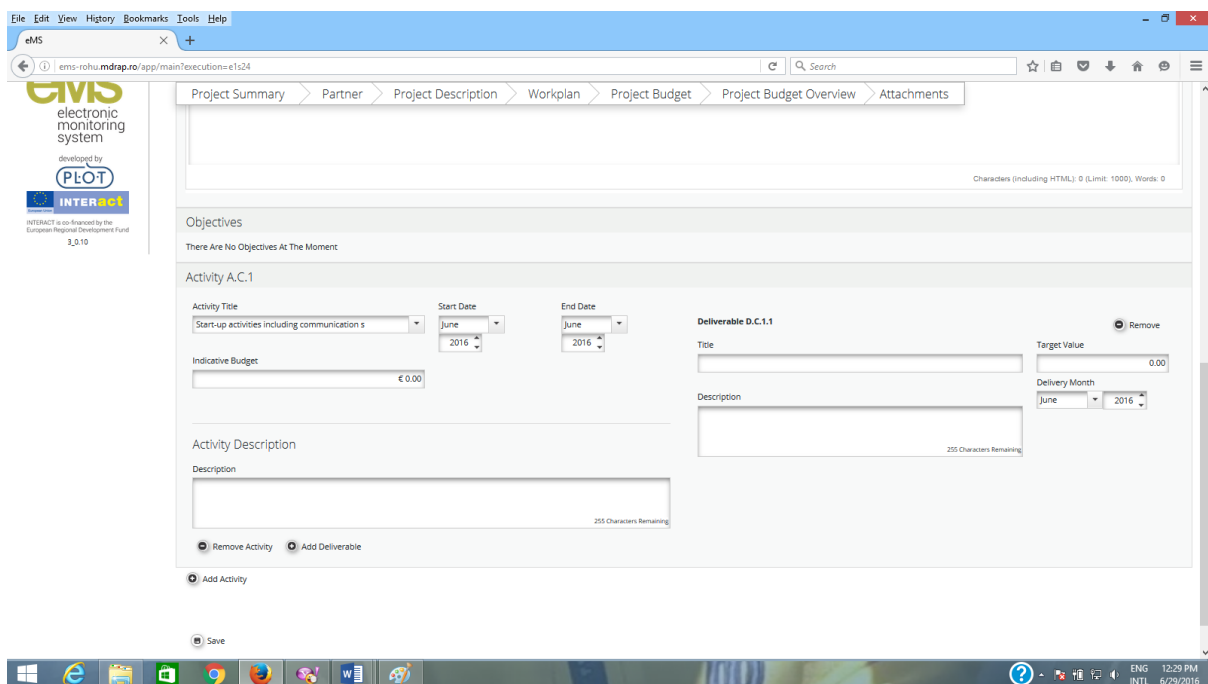 File Edit View History Bookmarks Tools Help
eMS
ems-rohu.mdrap.ro/app/main?execution=e1s24
Search
eMS
electronic
monitoring
system
developed by
PLOT
INTERact
INTERACT is co-financed by the
European Regional Development Fund
3_0.10
Project Summary Partner Project Description Workplan Project Budget Project Budget Overview Attachments
Characters (including HTML): 0 (Limit: 1000), Words: 0
Objectives
There Are No Objectives At The Moment
Activity A.C.1
Activity Title Start Date End Date
Start-up activities including communication s June June
2016 2016
Indicative Budget
€ 0.00
Deliverable D.C.1.1 Remove
Title Target Value
0.00
Delivery Month
June 2016
Description
255 Characters Remaining
Activity Description
Description
255 Characters Remaining
Remove Activity Add Deliverable
Add Activity
Save
ENG 12:29 PM
INTL 6/29/2016